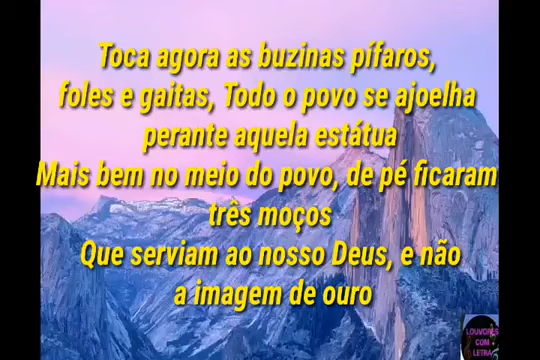 Toca agora as buzinas pífaros,
foles e gaitas, Todo o povo se ajoelha
perante aquela estátua
Mais bem no meio do povo, de pé ficaram
três moços
Que serviam ao nosso Deus, e não
a imagem de ouro
LOUVORES
COM
LETRA